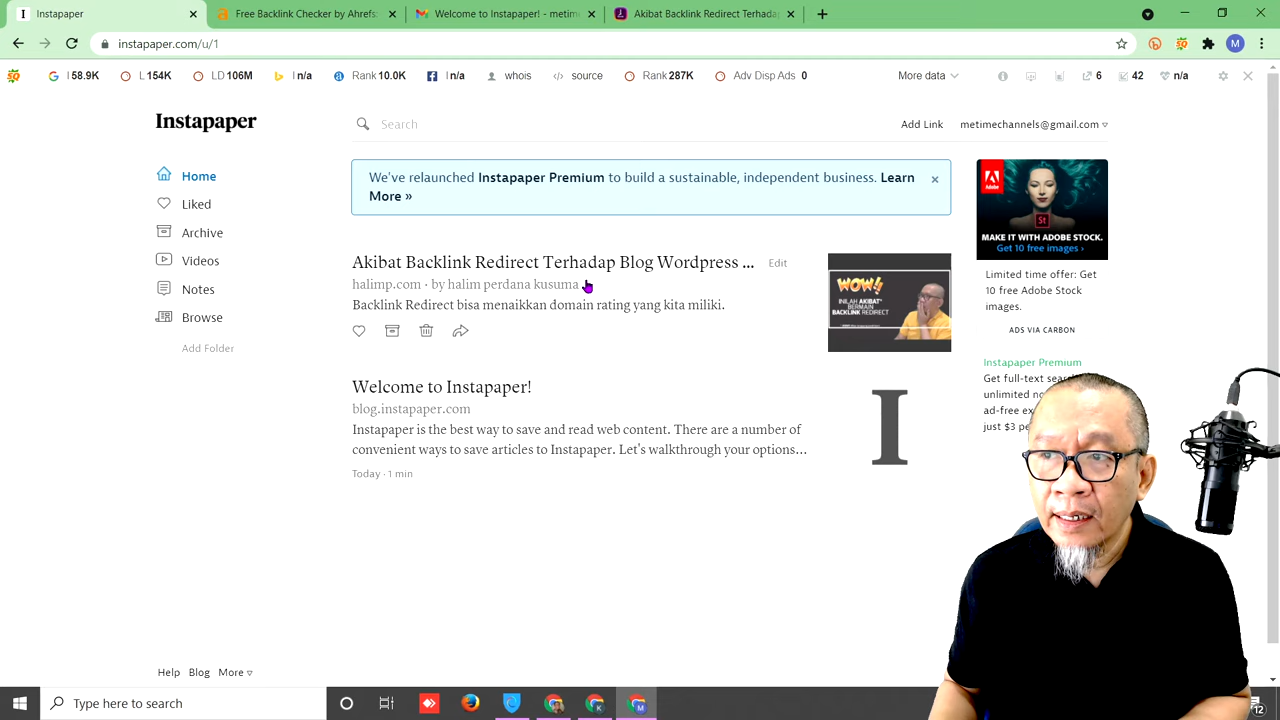 Instapaper
Free Backlink Checker by Ahrefs:
Welcome to Instapaper! - metim
Akibat Backlink Redirect Terhada
instapaper.com/u/1
M
I 58.9K
L 154K
LD 106M
I n/a
Rank 10.0K
I n/a
whois
source
Rank 287K
Adv Disp Ads 0
More data
6
42
n/a
Instapaper
Search
Add Link
metimechannels@gmail.com
Home
Liked
Archive
Videos
Notes
Browse
Add Folder
We've relaunched Instapaper Premium to build a sustainable, independent business. Learn
More »
Akibat Backlink Redirect Terhadap Blog Wordpress ...
Edit
halimp.com · by halim perdana kusuma
Backlink Redirect bisa menaikkan domain rating yang kita miliki.
WOW!!
INILAH AKIBAT
BERMAIN
BACKLINK REDIRECT
Welcome to Instapaper!
blog.instapaper.com
Instapaper is the best way to save and read web content. There are a number of
convenient ways to save articles to Instapaper. Let's walkthrough your options...
Today · 1 min
I
Adobe
St
MAKE IT WITH ADOBE STOCK.
Get 10 free images ›
Limited time offer: Get
10 free Adobe Stock
images.
ADS VIA CARBON
Instapaper Premium
Get full-text
unlimited
ad-free
just $3
Help
Blog
More
Type here to search
12